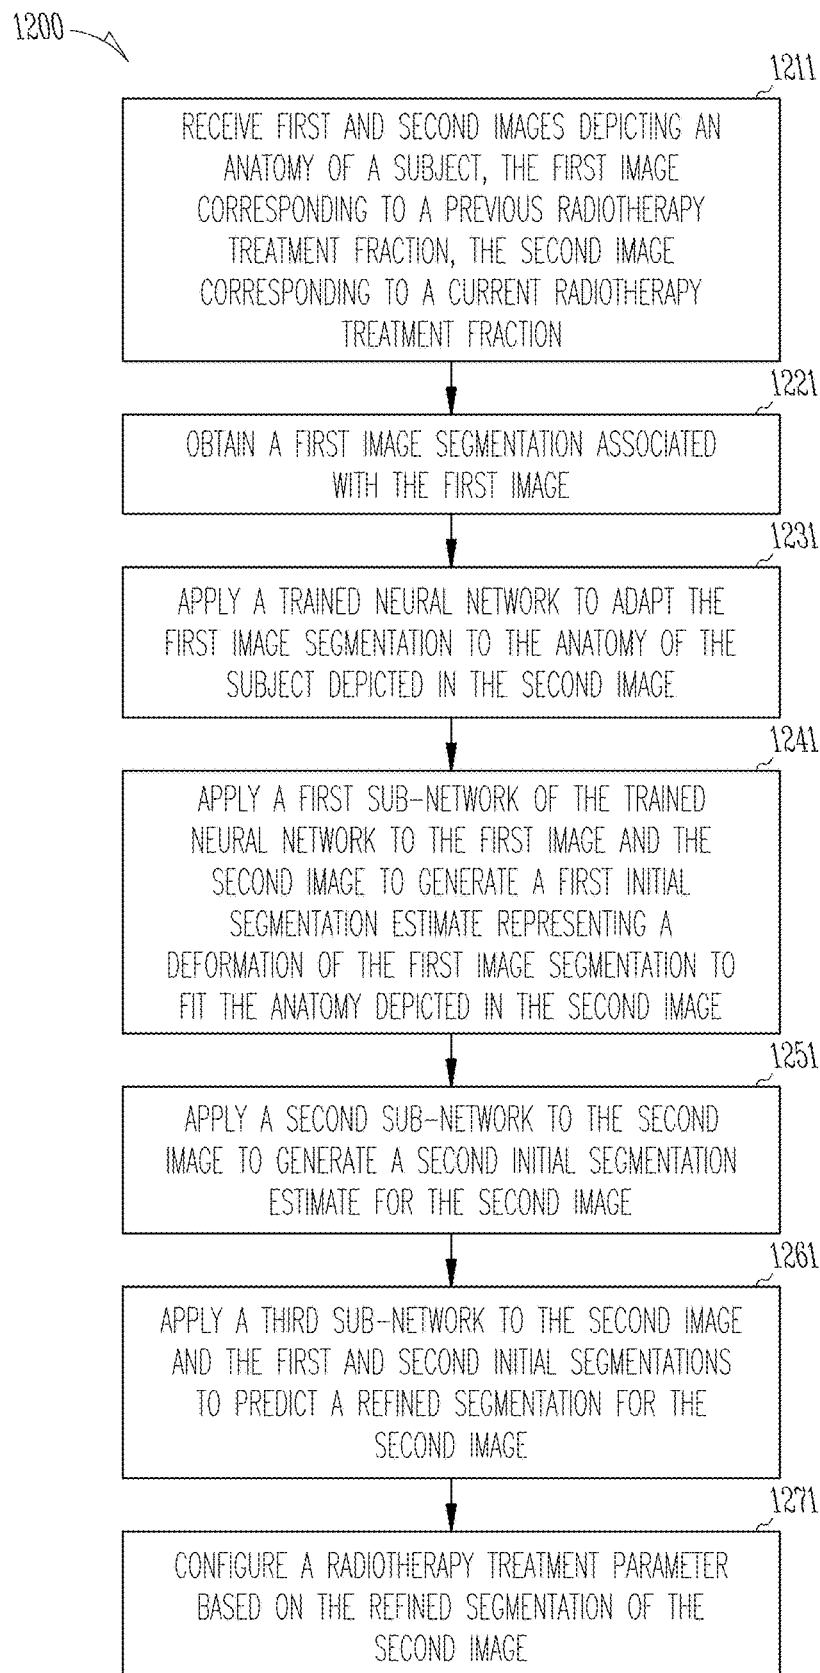 1200
1211
RECEIVE FIRST AND SECOND IMAGES DEPICTING AN
ANATOMY OF A SUBJECT, THE FIRST IMAGE
CORRESPONDING TO A PREVIOUS RADIOTHERAPY
TREATMENT FRACTION, THE SECOND IMAGE
CORRESPONDING TO A CURRENT RADIOTHERAPY
TREATMENT FRACTION
1221
OBTAIN A FIRST IMAGE SEGMENTATION ASSOCIATED
WITH THE FIRST IMAGE
1231
APPLY A TRAINED NEURAL NETWORK TO ADAPT THE
FIRST IMAGE SEGMENTATION TO THE ANATOMY OF THE
SUBJECT DEPICTED IN THE SECOND IMAGE
1241
APPLY A FIRST SUB-NETWORK OF THE TRAINED
NEURAL NETWORK TO THE FIRST IMAGE AND THE
SECOND IMAGE TO GENERATE A FIRST INITIAL
SEGMENTATION ESTIMATE REPRESENTING A
DEFORMATION OF THE FIRST IMAGE SEGMENTATION TO
FIT THE ANATOMY DEPICTED IN THE SECOND IMAGE
1251
APPLY A SECOND SUB-NETWORK TO THE SECOND
IMAGE TO GENERATE A SECOND INITIAL SEGMENTATION
ESTIMATE FOR THE SECOND IMAGE
1261
APPLY A THIRD SUB-NETWORK TO THE SECOND IMAGE
AND THE FIRST AND SECOND INITIAL SEGMENTATIONS
TO PREDICT A REFINED SEGMENTATION FOR THE
SECOND IMAGE
1271
CONFIGURE A RADIOTHERAPY TREATMENT PARAMETER
BASED ON THE REFINED SEGMENTATION OF THE
SECOND IMAGE